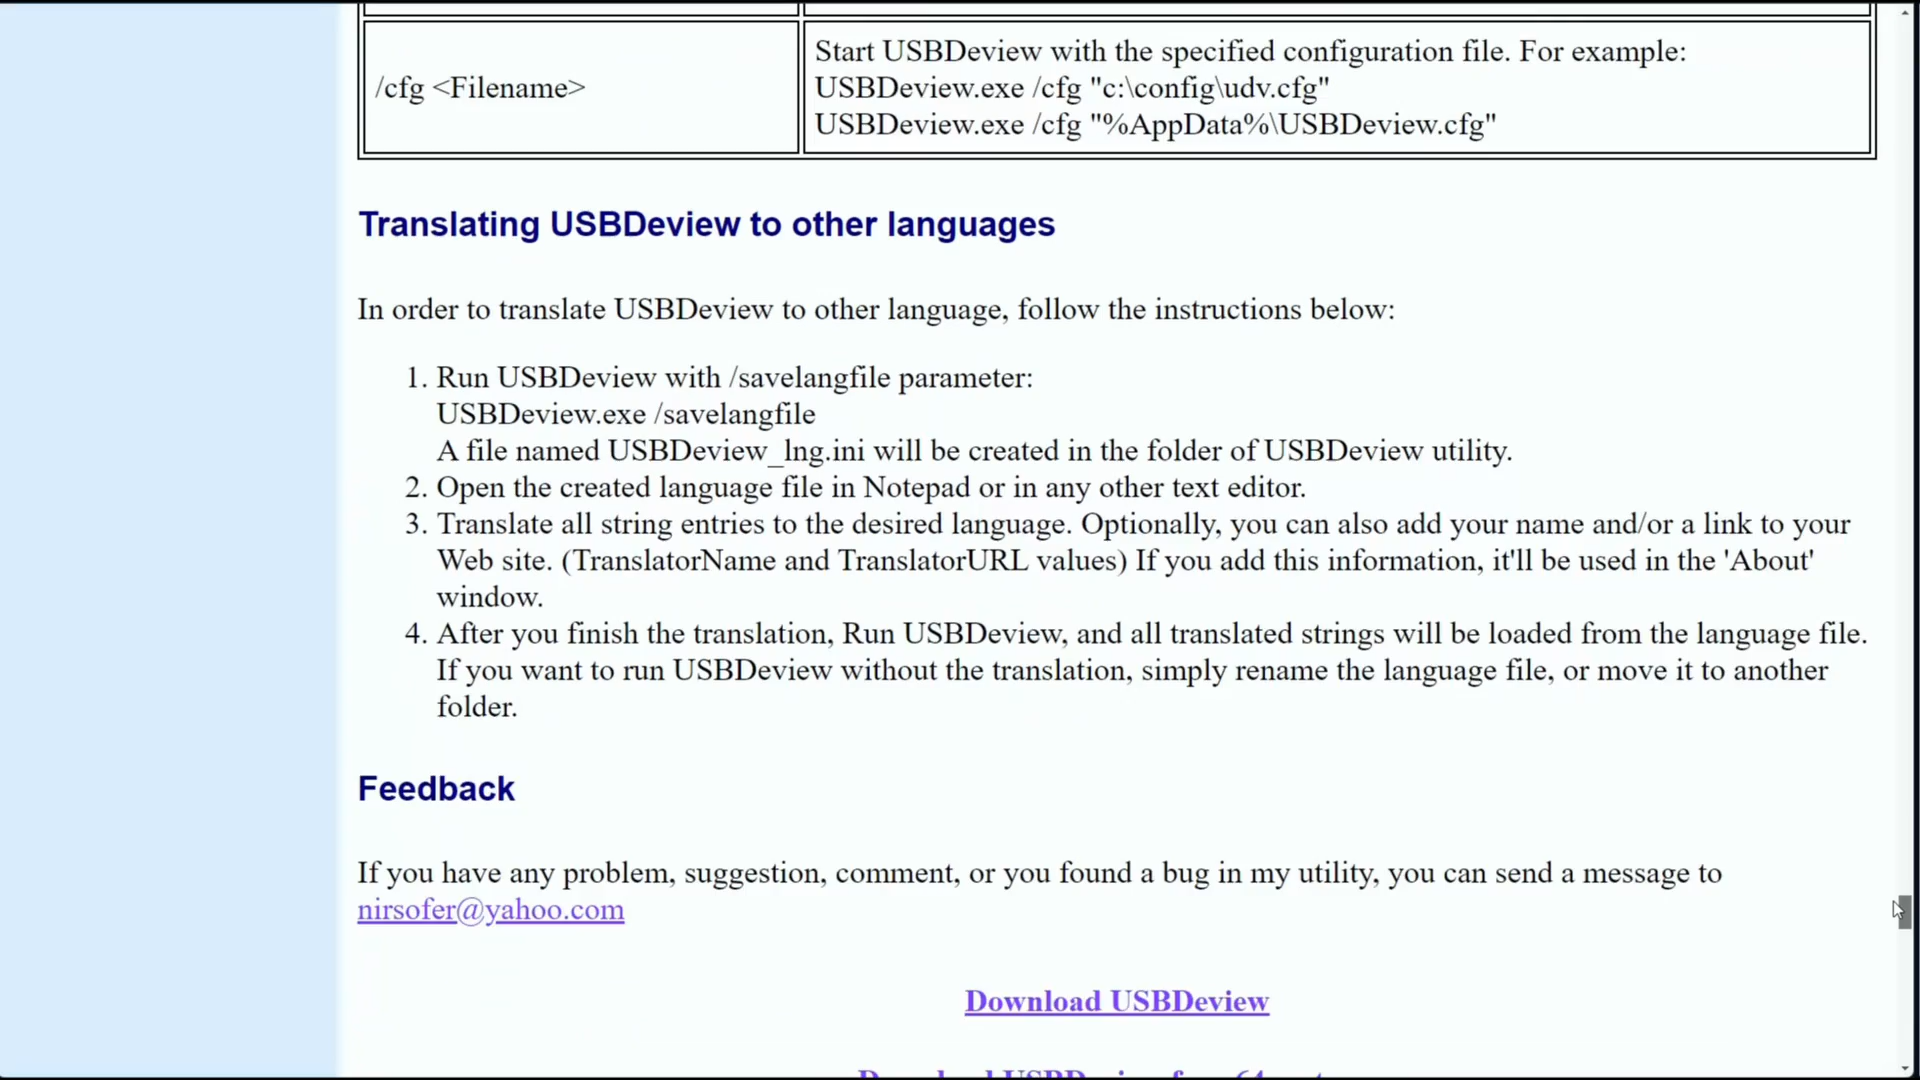 /cfg <Filename>
Start USBDeview with the specified configuration file. For example:
USBDeview.exe /cfg "c:\config\udv.cfg"
USBDeview.exe /cfg "%AppData%\USBDeview.cfg"
Translating USBDeview to other languages
In order to translate USBDeview to other language, follow the instructions below:
1. Run USBDeview with /savelangfile parameter:
USBDeview.exe /savelangfile
A file named USBDeview_lng.ini will be created in the folder of USBDeview utility.
2. Open the created language file in Notepad or in any other text editor.
3. Translate all string entries to the desired language. Optionally, you can also add your name and/or a link to your
Web site. (TranslatorName and TranslatorURL values) If you add this information, it'll be used in the 'About'
window.
4. After you finish the translation, Run USBDeview, and all translated strings will be loaded from the language file.
If you want to run USBDeview without the translation, simply rename the language file, or move it to another
folder.
Feedback
If you have any problem, suggestion, comment, or you found a bug in my utility, you can send a message to
nirsofer@yahoo.com
Download USBDeview